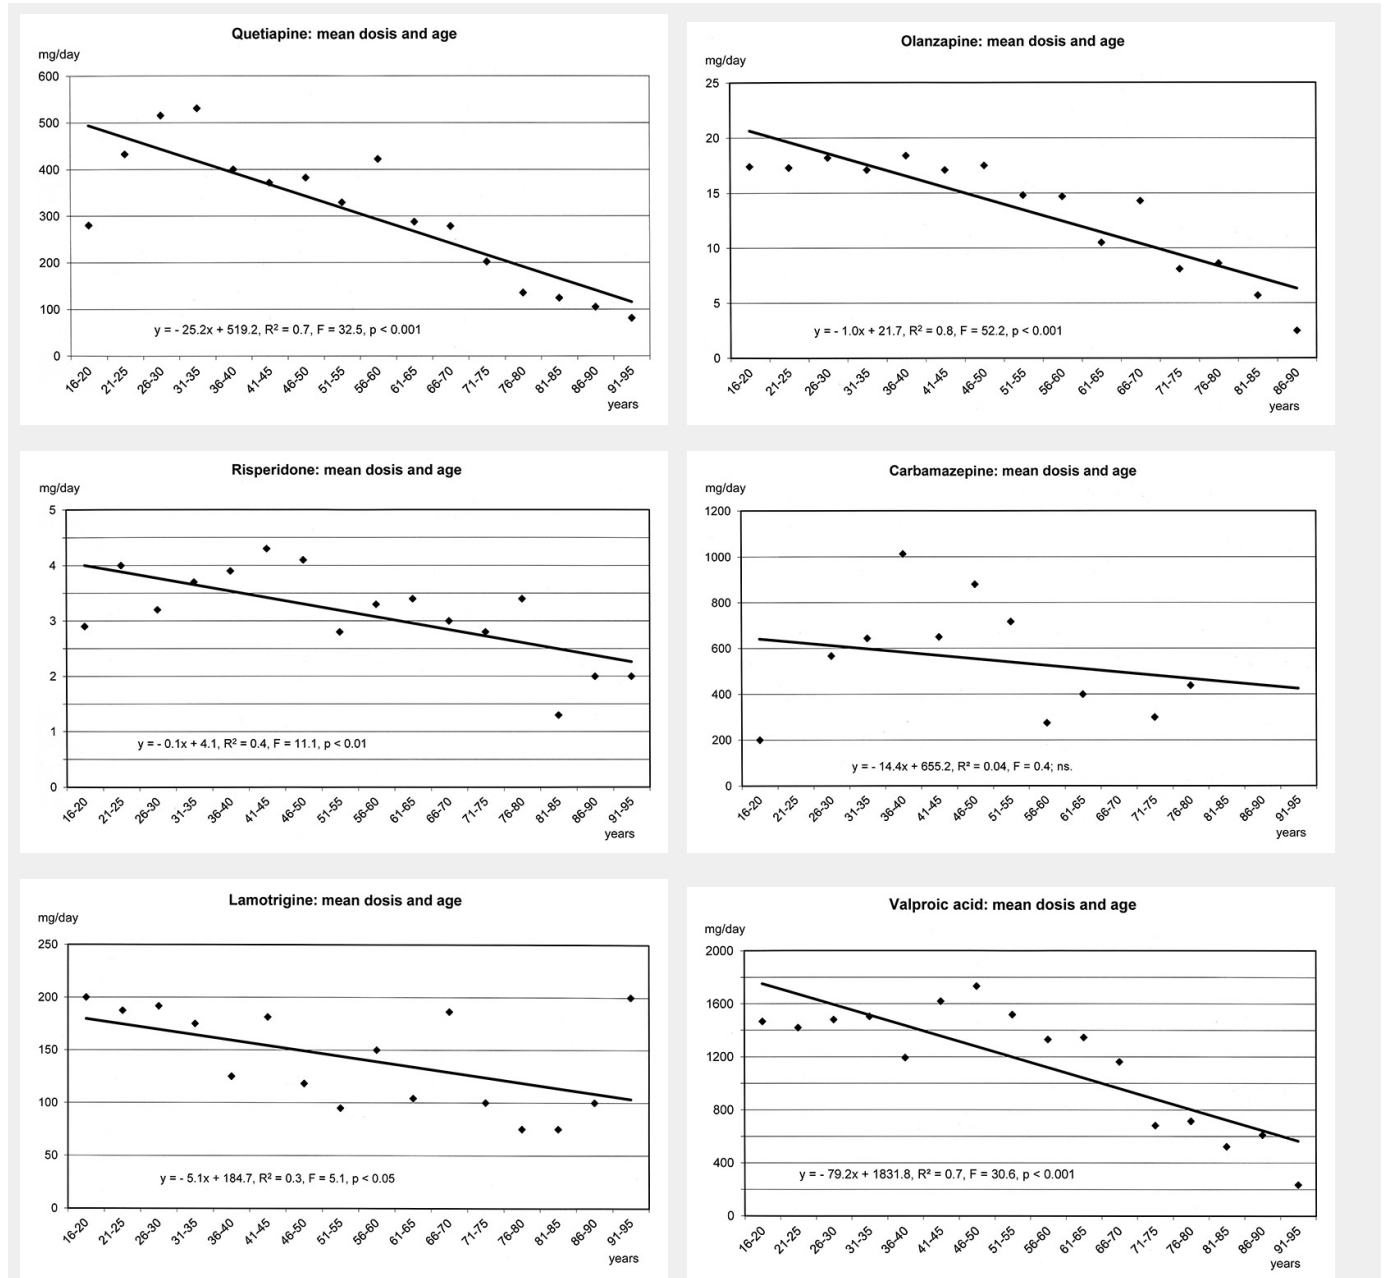 Quetiapine: mean dosis and age
mg/day
600
500
400
300
200
100
0
y = - 25.2x + 519.2, R² = 0.7, F = 32.5, p < 0.001
16-20 21-25 26-30 31-35 36-40 41-45 46-50 51-55 56-60 61-65 66-70 71-75 76-80 81-85 86-90 91-95
years
Olanzapine: mean dosis and age
mg/day
25
20
15
10
5
0
y = - 1.0x + 21.7, R² = 0.8, F = 52.2, p < 0.001
16-20 21-25 26-30 31-35 36-40 41-45 46-50 51-55 56-60 61-65 66-70 71-75 76-80 81-85 86-90
years
Risperidone: mean dosis and age
mg/day
5
4
3
2
1
0
y = - 0.1x + 4.1, R² = 0.4, F = 11.1, p < 0.01
16-20 21-25 26-30 31-35 36-40 41-45 46-50 51-55 56-60 61-65 66-70 71-75 76-80 81-85 86-90 91-95
years
Carbamazepine: mean dosis and age
mg/day
1200
1000
800
600
400
200
0
y = - 14.4x + 655.2, R² = 0.04, F = 0.4; ns.
16-20 21-25 26-30 31-35 36-40 41-45 46-50 51-55 56-60 61-65 66-70 71-75 76-80 81-85 86-90 91-95
years
Lamotrigine: mean dosis and age
mg/day
250
200
150
100
50
0
y = - 5.1x + 184.7, R² = 0.3, F = 5.1, p < 0.05
16-20 21-25 26-30 31-35 36-40 41-45 46-50 51-55 56-60 61-65 66-70 71-75 76-80 81-85 86-90 91-95
years
Valproic acid: mean dosis and age
mg/day
2000
1600
1200
800
400
0
y = - 79.2x + 1831.8, R² = 0.7, F = 30.6, p < 0.001
16-20 21-25 26-30 31-35 36-40 41-45 46-50 51-55 56-60 61-65 66-70 71-75 76-80 81-85 86-90 91-95
years